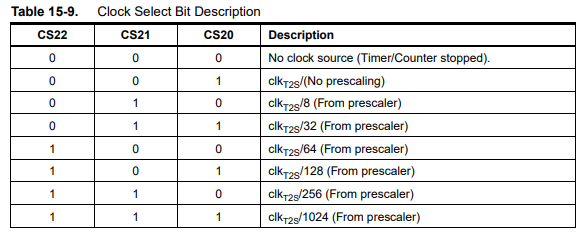 Table 15-9. Clock Select Bit Description
CS22 CS21 CS20 Description
0 0 0 No clock source (Timer/Counter stopped).
0 0 1 clkT2S/(No prescaling)
0 1 0 clkT2S/8 (From prescaler)
0 1 1 clkT2S/32 (From prescaler)
1 0 0 clkT2S/64 (From prescaler)
1 0 1 clkT2S/128 (From prescaler)
1 1 0 clkT2S/256 (From prescaler)
1 1 1 clkT2S/1024 (From prescaler)